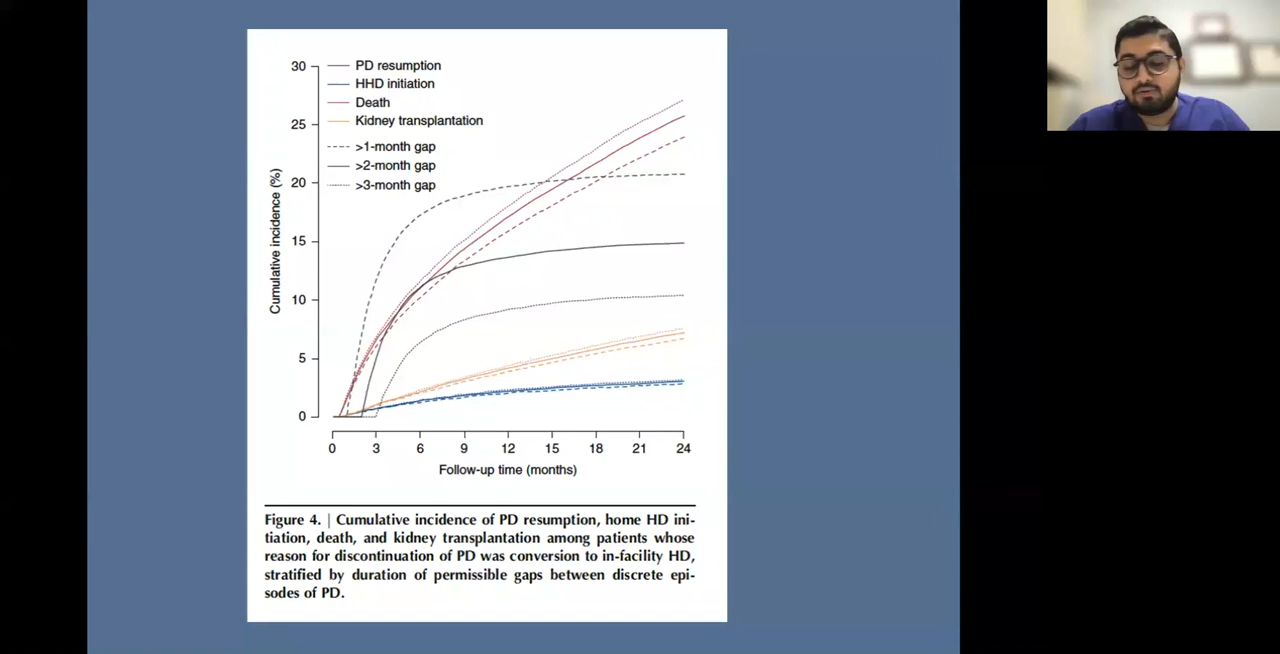 30
25
20
15
10
5
0
Cumulative incidence (%)
PD resumption
HHD initiation
Death
Kidney transplantation
>1-month gap
>2-month gap
>3-month gap
0 3 6 9 12 15 18 21 24
Follow-up time (months)
Figure 4. | Cumulative incidence of PD resumption, home HD ini-
tiation, death, and kidney transplantation among patients whose
reason for discontinuation of PD was conversion to in-facility HD,
stratified by duration of permissible gaps between discrete epi-
sodes of PD.